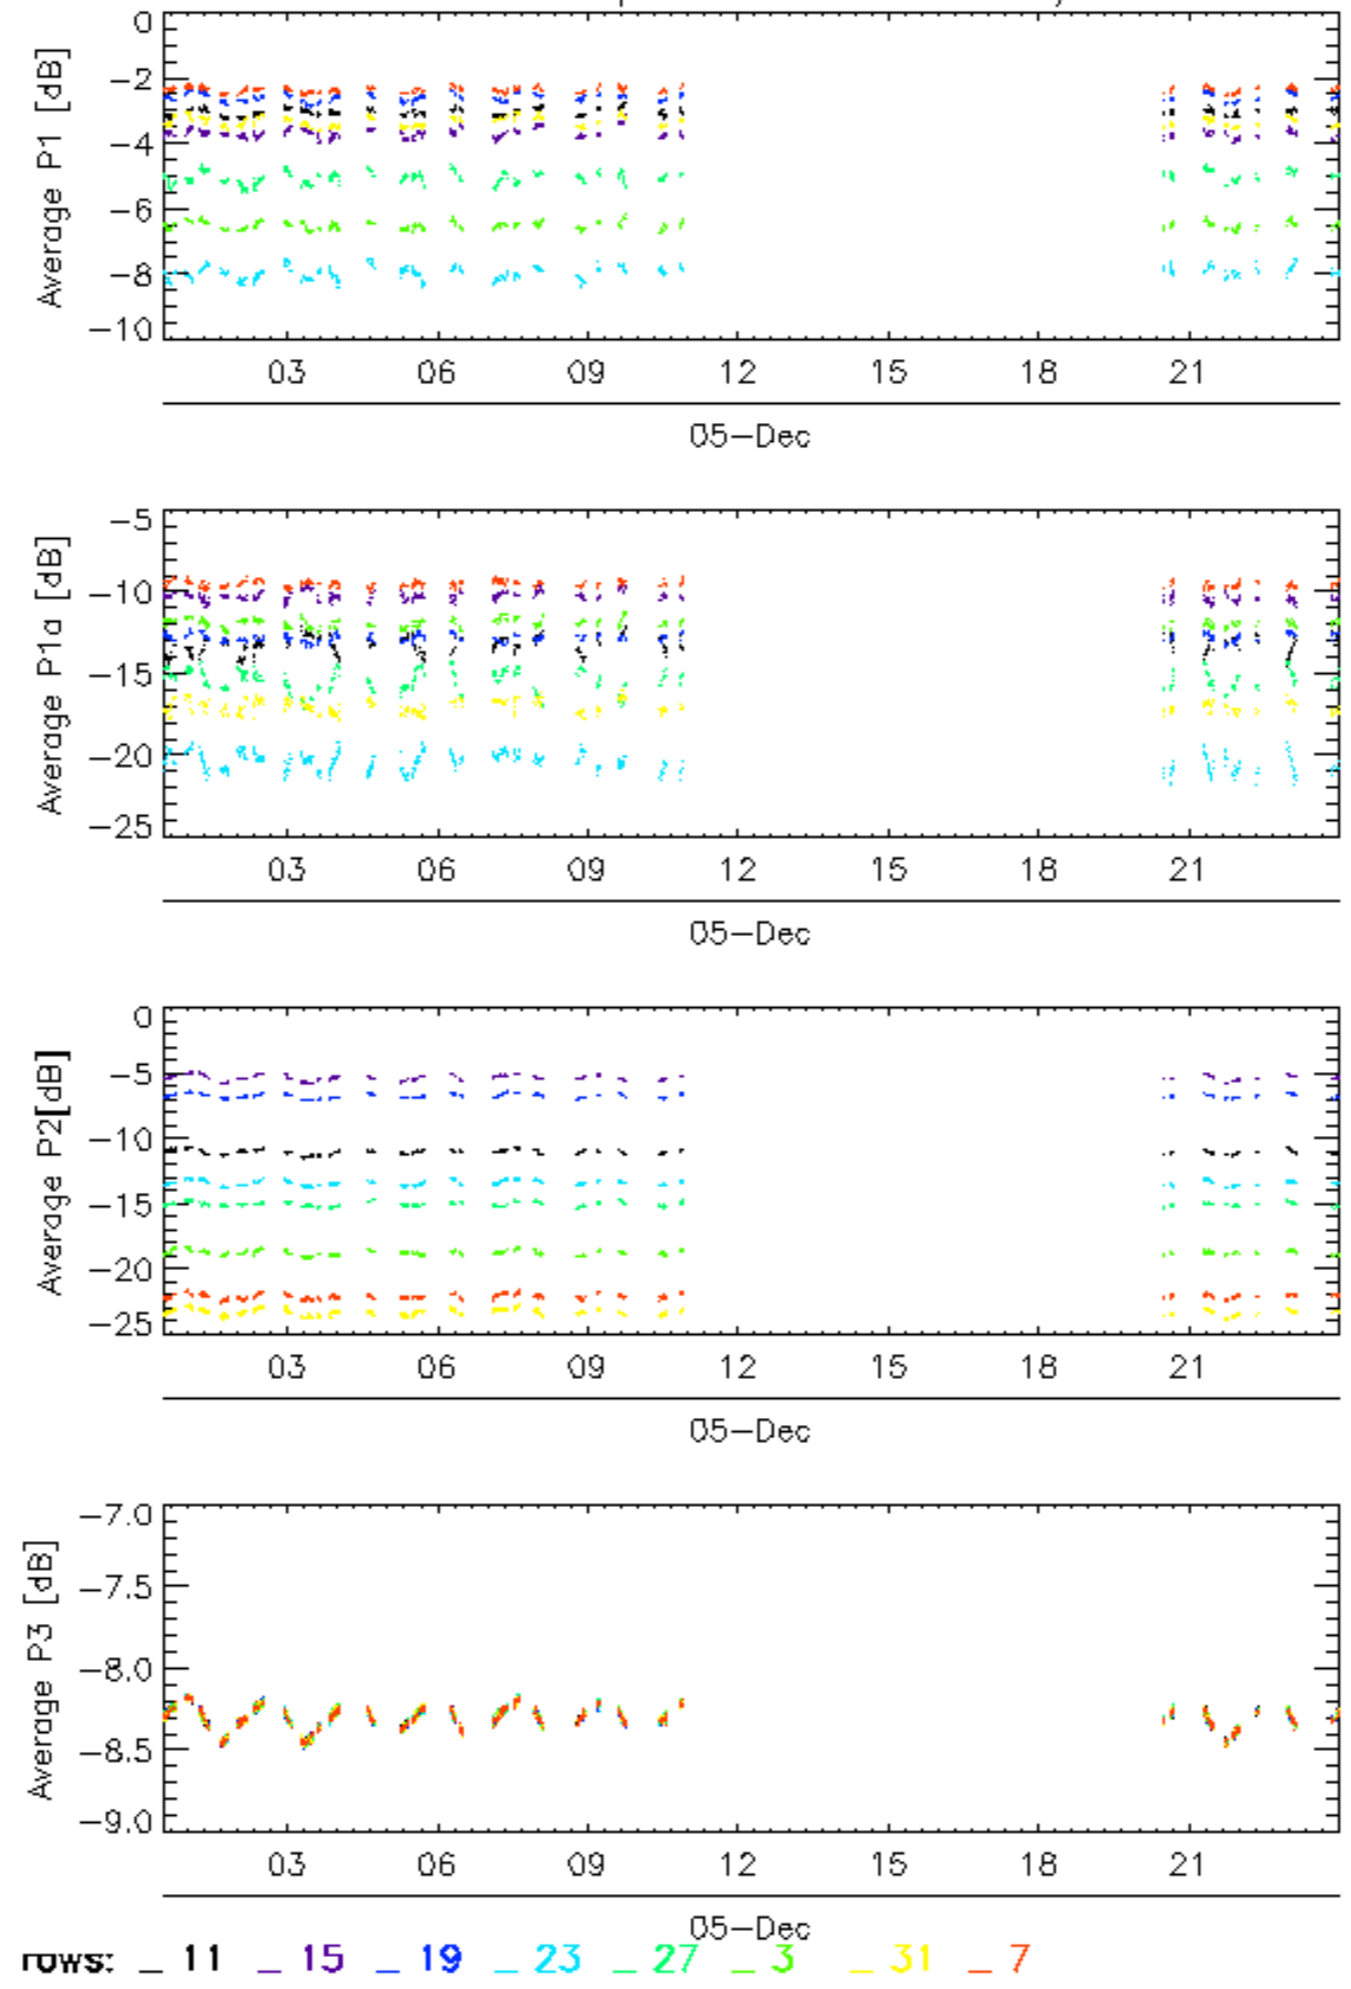 0
−2
−4
−6
−8
−10
Average P1 [dB]
03 06 09 12 15 18 21
05−Dec
−5
−10
−15
−20
−25
Average P1a [dB]
03 06 09 12 15 18 21
05−Dec
0
−5
−10
−15
−20
−25
Average P2[dB]
03 06 09 12 15 18 21
05−Dec
−7.0
−7.5
−8.0
−8.5
−9.0
Average P3 [dB]
03 06 09 12 15 18 21
05−Dec
rows: _ 11 _ 15 _ 19 _ 23 _ 27 _ 3 _ 31 _ 7